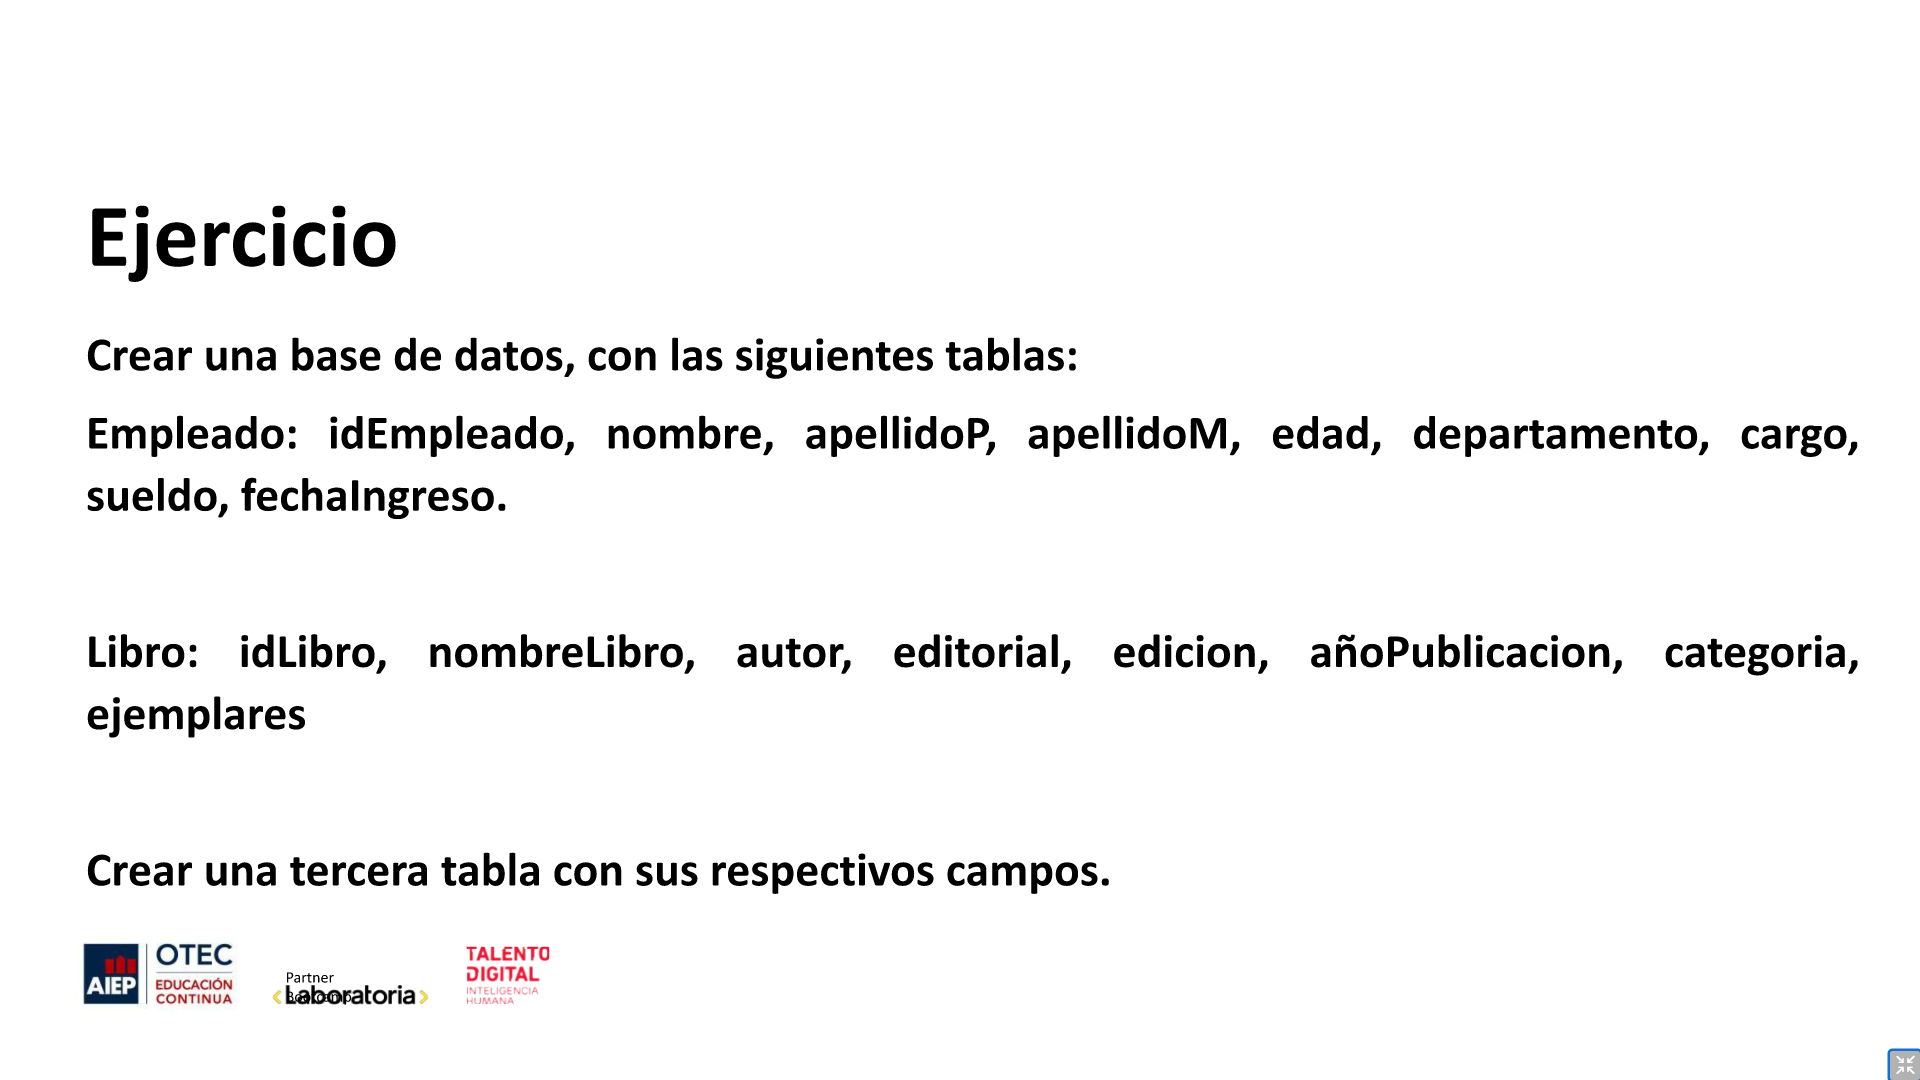 Ejercicio
Crear una base de datos, con las siguientes tablas:
Empleado: idEmpleado, nombre, apellidoP, apellidoM, edad, departamento, cargo,
sueldo, fechaIngreso.
Libro: idLibro, nombreLibro, autor, editorial, edicion, añoPublicacion, categoria,
ejemplares
Crear una tercera tabla con sus respectivos campos.
AIEP
OTEC
EDUCACIÓN
CONTINUA
Partner
<Laboratoria>
TALENTO
DIGITAL
INTELIGENCIA
HUMANA